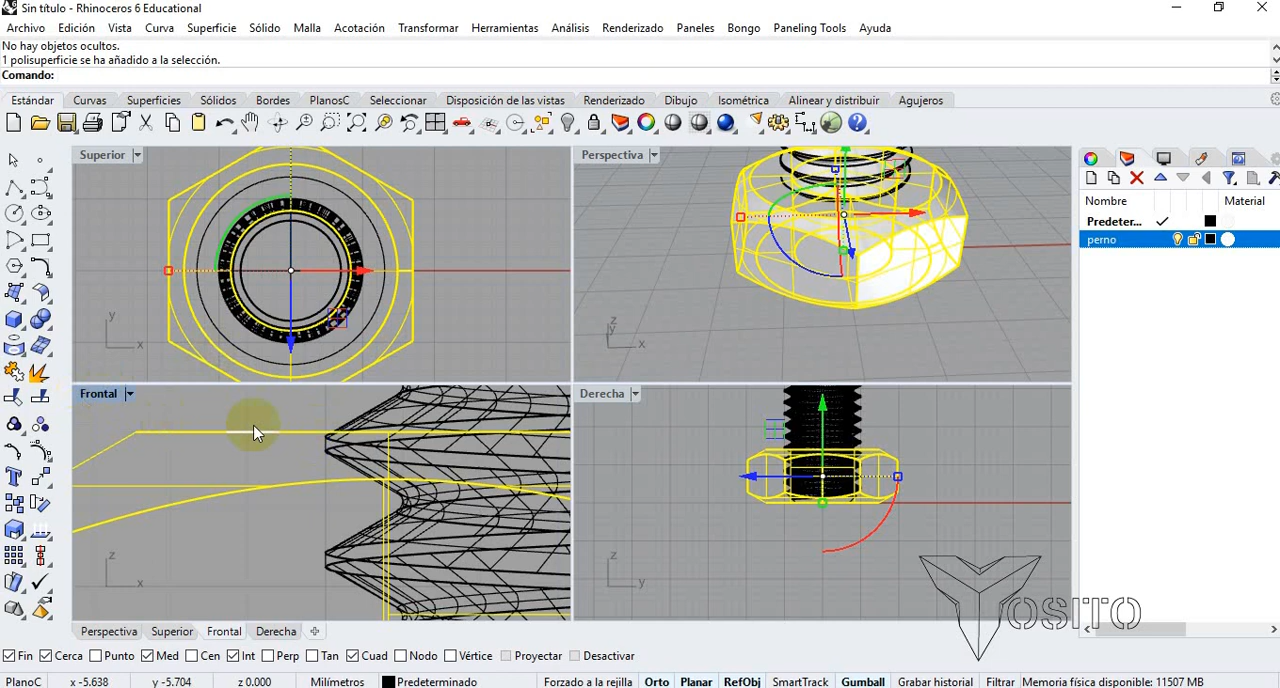 Sin título - Rhinoceros 6 Educational
Archivo Edición Vista Curva Superficie Sólido Malla Acotación Transformar Herramientas Análisis Renderizado Paneles Bongo Paneling Tools Ayuda
No hay objetos ocultos.
1 polisuperficie se ha añadido a la selección.
Comando:
Estándar Curvas Superficies Sólidos Bordes PlanosC Seleccionar Disposición de las vistas Renderizado Dibujo Isométrica Alinear y distribuir Agujeros
Superior
Perspectiva
Nombre Material
Predeter...
perno
y
x
z
y
x
Frontal
Derecha
z
x
z
y
OSITO
Perspectiva Superior Frontal Derecha
Fin Cerca Punto Med Cen Int Perp Tan Cuad Nodo Vértice Proyectar Desactivar
PlanoC x -5.638 y -5.704 z 0.000 Milímetros Predeterminado Forzado a la rejilla Orto Planar RefObj SmartTrack Gumball Grabar historial Filtrar Memoria física disponible: 11507 MB